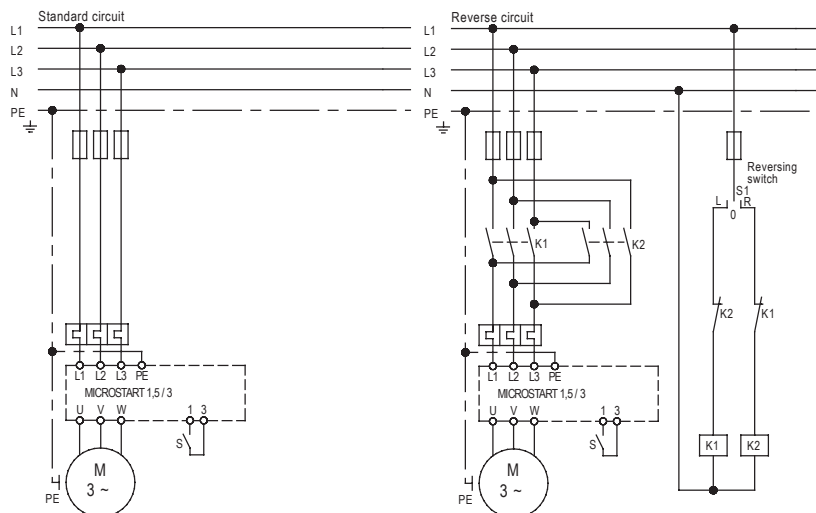 Standard circuit
L1
L2
L3
N
PE
L1 L2 L3 PE
MICROSTART 1,5 / 3
U V W 1 3
S
M
3 ~
PE
Reverse circuit
L1
L2
L3
N
PE
Reversing
switch
S1
L R
0
K1 K2
K2 K1
L1 L2 L3 PE
MICROSTART 1,5 / 3
U V W 1 3
S
K1 K2
M
3 ~
PE